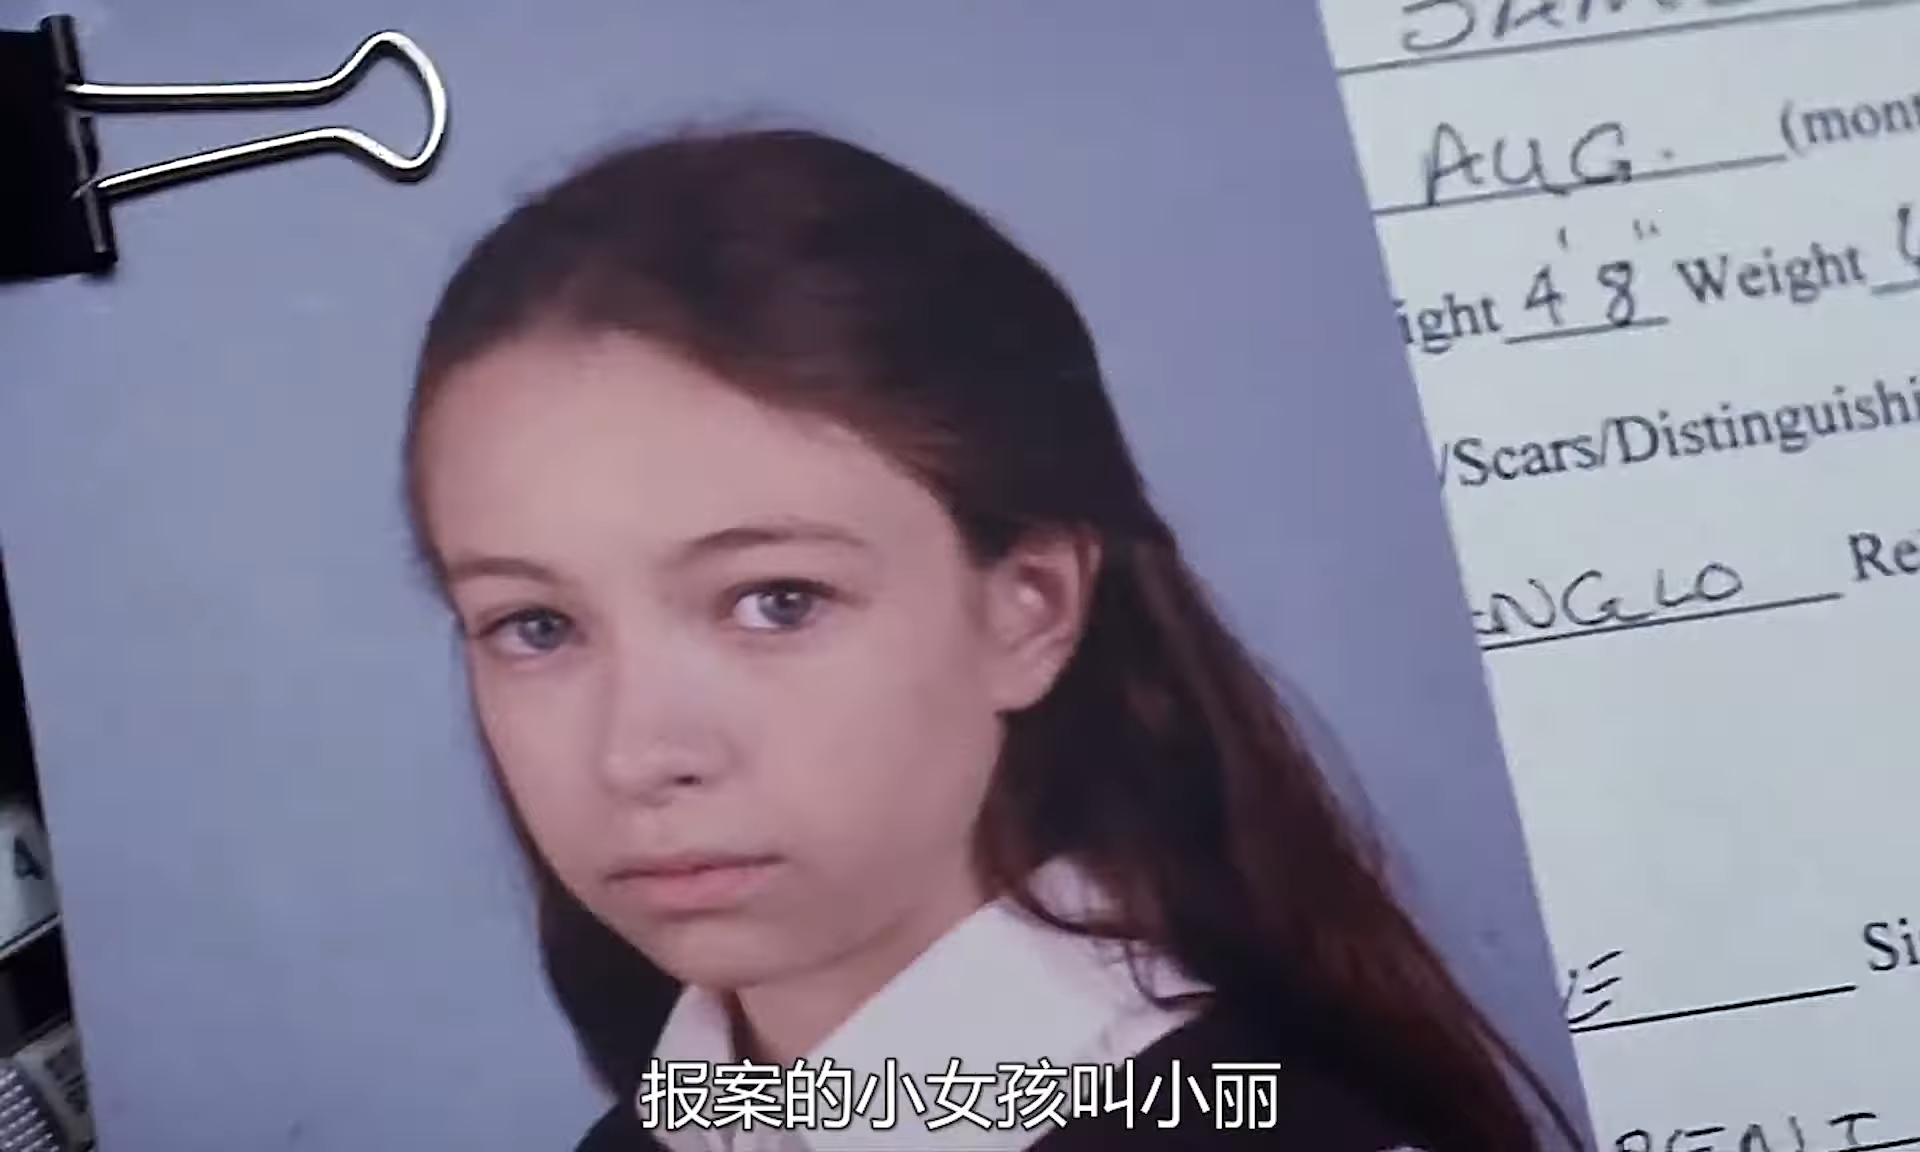 AUG. (mon
ight 4' 8" Weight
/Scars/Distinguishi
NGLO Re
E Si
4
报案的小女孩叫小丽